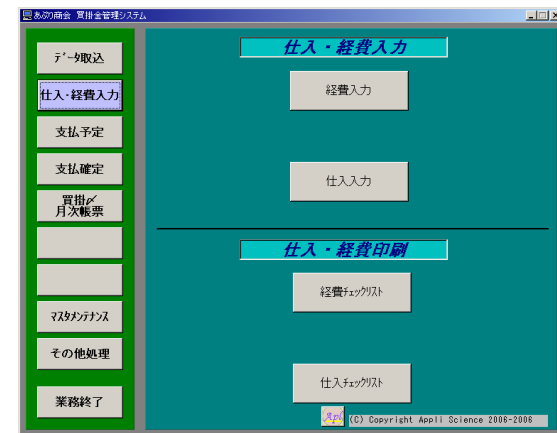 あぷり商会 買掛金管理システム
データ取込
仕入・経費入力
支払予定
支払確定
買掛〆
月次帳票
ﾏｽﾀﾒﾝﾃﾅﾝｽ
その他処理
業務終了
仕入・経費入力
経費入力
仕入入力
仕入・経費印刷
経費ﾁｪｯｸﾘｽﾄ
仕入ﾁｪｯｸﾘｽﾄ
Apli
(C) Copyright Appli Science 2006-2006